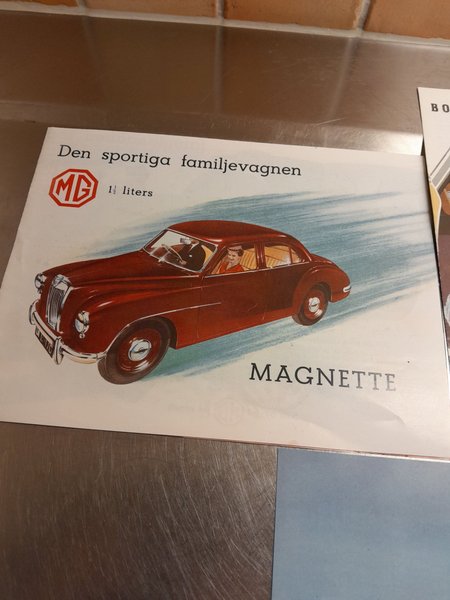 Den sportiga familjevagnen
MG
1½ liters
MAGNETTE
BO